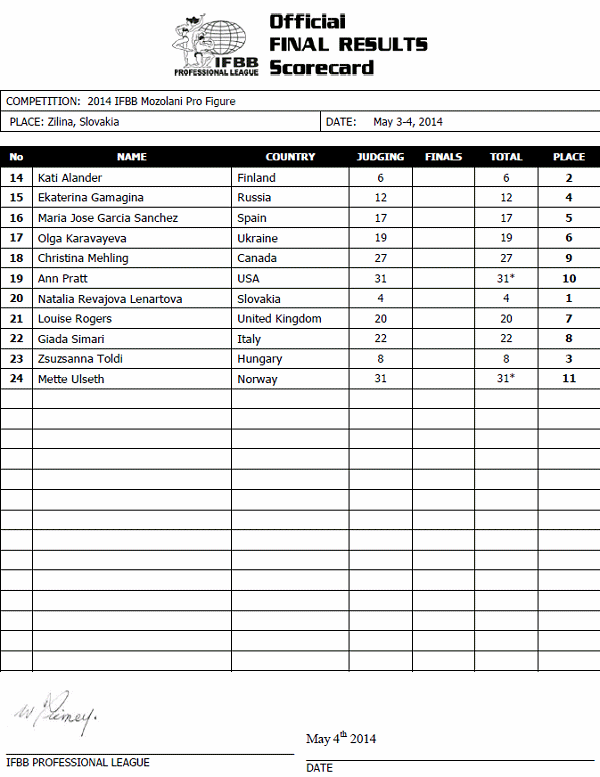 Official
FINAL RESULTS
Scorecard
IFBB
PROFESSIONAL LEAGUE
COMPETITION: 2014 IFBB Mozolani Pro Figure
PLACE: Zilina, Slovakia DATE: May 3-4, 2014
No NAME COUNTRY JUDGING FINALS TOTAL PLACE
14 Kati Alander Finland 6 6 2
15 Ekaterina Gamagina Russia 12 12 4
16 Maria Jose Garcia Sanchez Spain 17 17 5
17 Olga Karavayeva Ukraine 19 19 6
18 Christina Mehling Canada 27 27 9
19 Ann Pratt USA 31 31* 10
20 Natalia Revajova Lenartova Slovakia 4 4 1
21 Louise Rogers United Kingdom 20 20 7
22 Giada Simari Italy 22 22 8
23 Zsuzsanna Toldi Hungary 8 8 3
24 Mette Ulseth Norway 31 31* 11
May 4th 2014
IFBB PROFESSIONAL LEAGUE
DATE